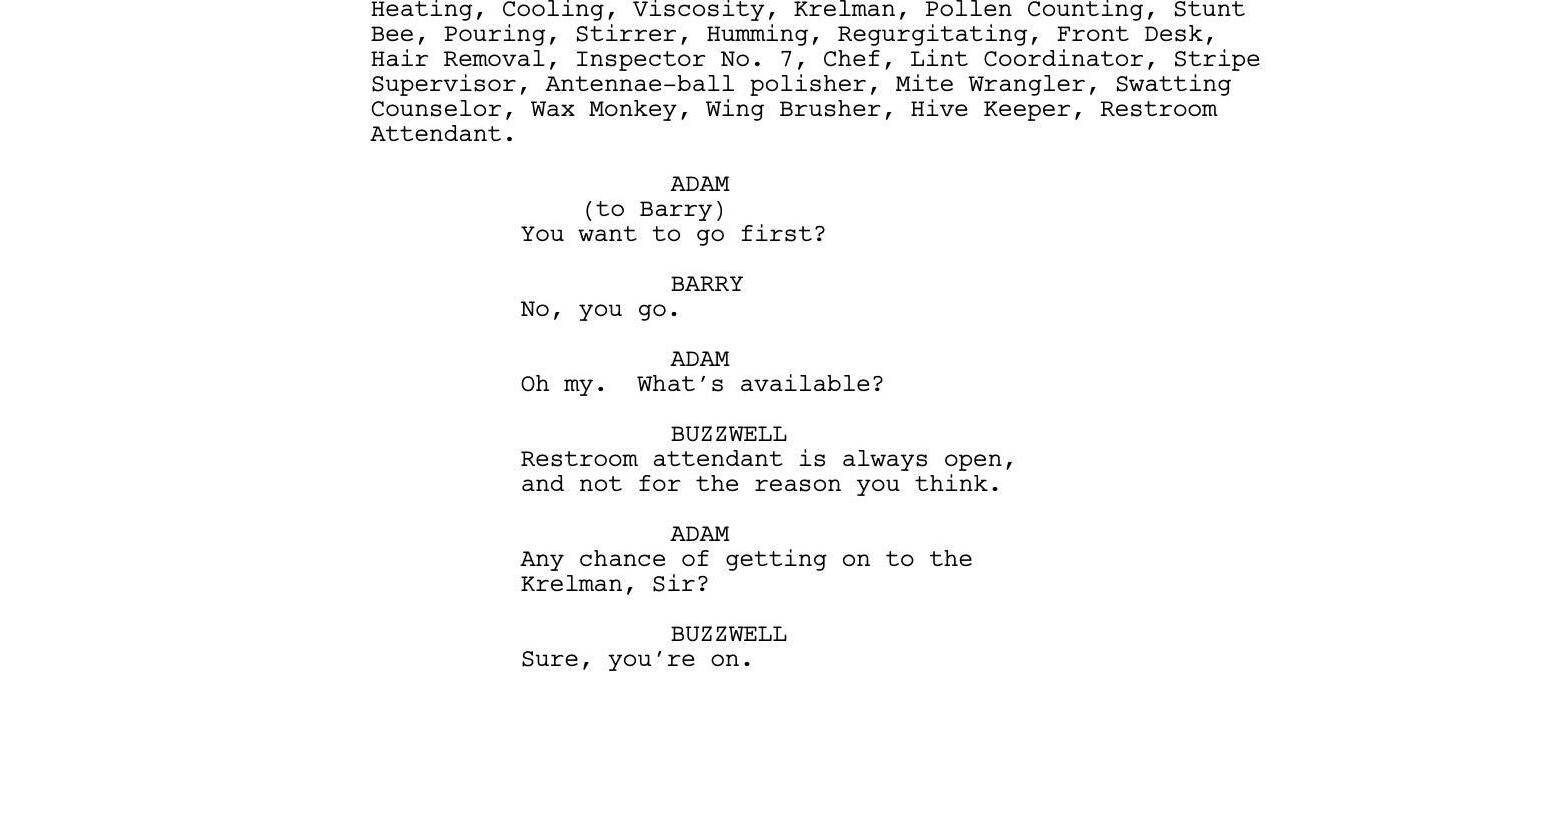 Heating, Cooling, Viscosity, Krelman, Pollen Counting, Stunt
Bee, Pouring, Stirrer, Humming, Regurgitating, Front Desk,
Hair Removal, Inspector No. 7, Chef, Lint Coordinator, Stripe
Supervisor, Antennae-ball polisher, Mite Wrangler, Swatting
Counselor, Wax Monkey, Wing Brusher, Hive Keeper, Restroom
Attendant.
ADAM
(to Barry)
You want to go first?
BARRY
No, you go.
ADAM
Oh my.  What's available?
BUZZWELL
Restroom attendant is always open,
and not for the reason you think.
ADAM
Any chance of getting on to the
Krelman, Sir?
BUZZWELL
Sure, you're on.